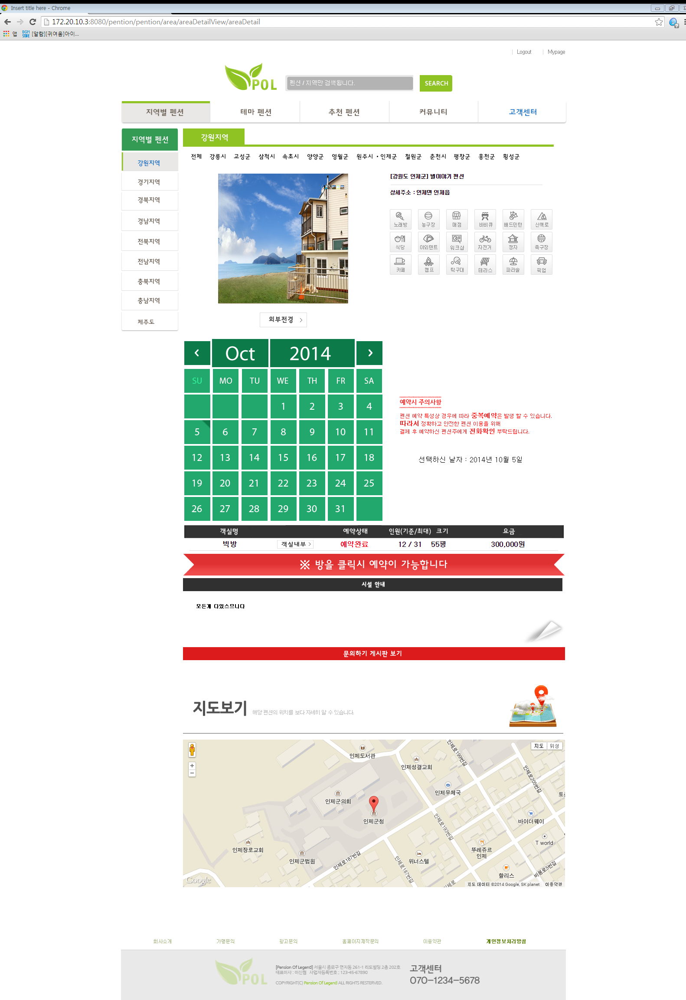 Insert title here - Chrome
172.20.10.3:8080/pention/pention/area/areaDetailView/areaDetail
앱 BGM STORE [알람][귀여움]아이...
Logout Mypage
POL 펜션 / 지역만 검색됩니다. SEARCH
지역별 펜션 테마 펜션 추천 펜션 커뮤니티 고객센터
지역별 펜션
강원지역
경기지역
경북지역
경남지역
전북지역
전남지역
충북지역
충남지역
제주도
강원지역
전체 강릉시 고성군 삼척시 속초시 양양군 영월군 원주시 • 인제군 철원군 춘천시 평창군 홍천군 횡성군
[강원도 인제군] 별이야기 펜션
상세주소 : 인제면 인제읍
노래방 농구장 매점 바비큐 배드민턴 산책로
식당 야외텐트 워크샵 자전거 정자 족구장
카페 캠프 탁구대 테라스 파라솔 픽업
외부전경 >
< Oct 2014 >
SU MO TU WE TH FR SA
1 2 3 4
5 6 7 8 9 10 11
12 13 14 15 16 17 18
19 20 21 22 23 24 25
26 27 28 29 30 31
예약시 주의사항
펜션 예약 특성상 경우에 따라 중복예약은 발생 할 수 있습니다.
따라서 정확하고 안전한 펜션 이용을 위해
결제 후 예약하신 펜션주에게 전화확인 부탁드립니다.
선택하신 날자 : 2014년 10월 5일
객실명 예약상태 인원(기준/최대) 크기 요금
빅방 객실내부 > 예약완료 12 / 31 55평 300,000원
※ 방을 클릭시 예약이 가능합니다
시설 안내
모든게 다있스므니다
문의하기 게시판 보기
지도보기 해당 펜션의 위치를 보다 자세히 알 수 있습니다.
지도 위성
인제도서관
인제성결교회
인제로199번길
인제로205번길
인제우체국
인제군의회
인제군청
바이더웨이
인제로193번길
T world
인제장로교회
인제군법원
인제로187번길
인제로187번길
위너스텔
뚜레쥬르
인제
할리스
비봉로5번길
인제로
Google
지도 데이터 ©2014 Google, SK planet 이용약관
회사소개 가맹문의 광고문의 홈페이지제작문의 이용약관 개인정보처리방침
POL
[Pension Of Legend] 서울시 종로구 연지동 261-1 리도빌딩 2층 202호
대표이사 : 이신협 사업자등록번호 ; 123-45-67890
COPYRIGHT(C) Pension Of Legend ALL RIGHTS RESTERVED.
고객센터
070-1234-5678